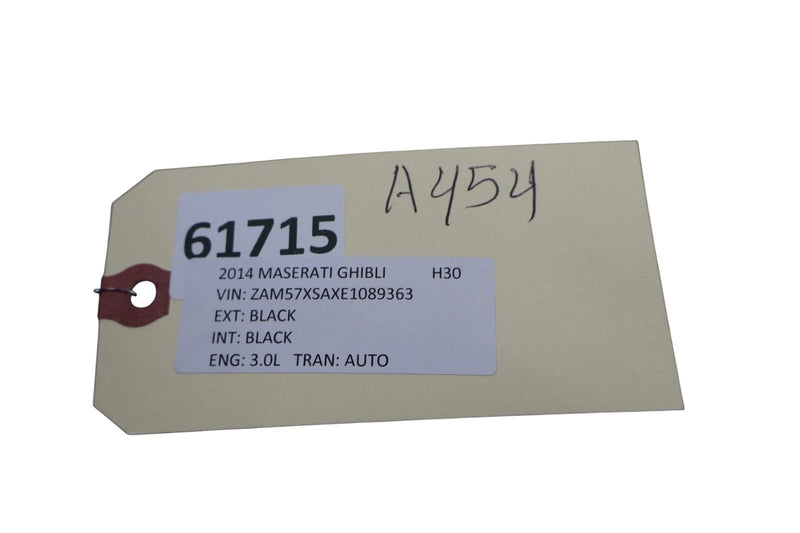 A454
61715
2014 MASERATI GHIBLI H30
VIN: ZAM57XSAXE1089363
EXT: BLACK
INT: BLACK
ENG: 3.0L TRAN: AUTO